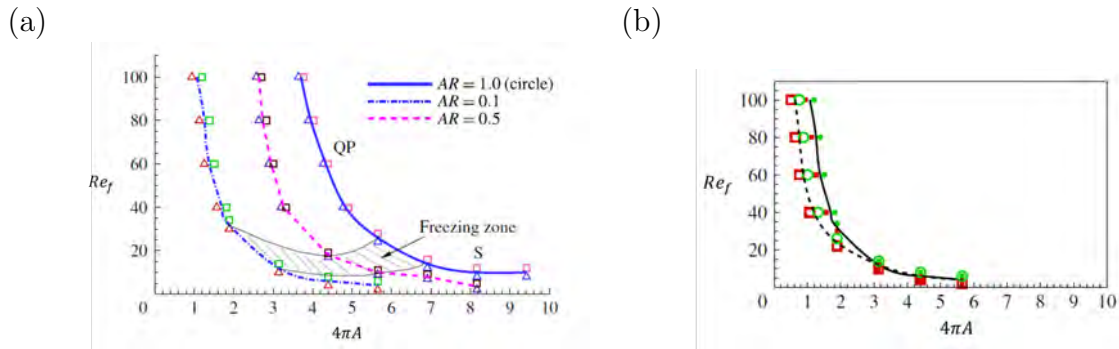 (a)
100
80
60
40
20
0
Re_f
AR = 1.0 (circle)
AR = 0.1
AR = 0.5
QP
Freezing zone
S
0 1 2 3 4 5 6 7 8 9 10
4πA
(b)
100
80
60
40
20
0
Re_f
0 1 2 3 4 5 6 7 8 9 10
4πA